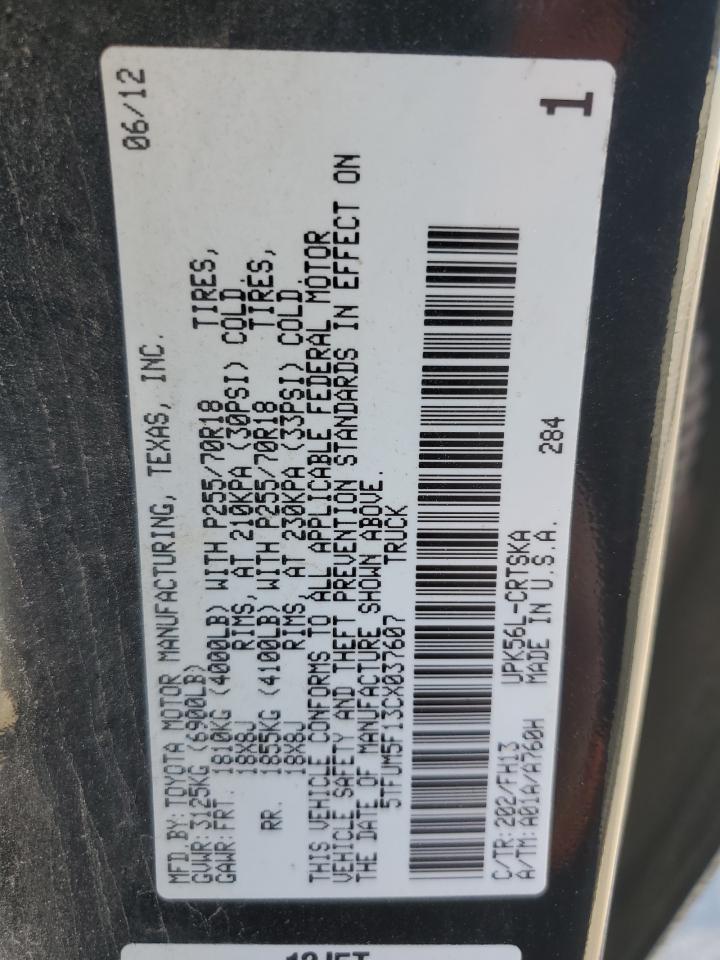 06/12
1
MFD.BY:TOYOTA MOTOR MANUFACTURING, TEXAS, INC.
GVWR:3125KG (6900LB)
GAWR:FRT. 1810KG (4000LB) WITH P255/70R18 TIRES,
18X8J RIMS, AT 210KPA (30PSI) COLD.
RR. 1855KG (4100LB) WITH P255/70R18 TIRES,
18X8J RIMS, AT 230KPA (33PSI) COLD.
THIS VEHICLE CONFORMS TO ALL APPLICABLE FEDERAL MOTOR
VEHICLE SAFETY AND THEFT PREVENTION STANDARDS IN EFFECT ON
THE DATE OF MANUFACTURE SHOWN ABOVE.
5TFUM5F13CX037607 TRUCK
C/TR:202/FH13 UPK56L-CRTSKA
A/TM:A01A/A760H MADE IN U.S.A. 284